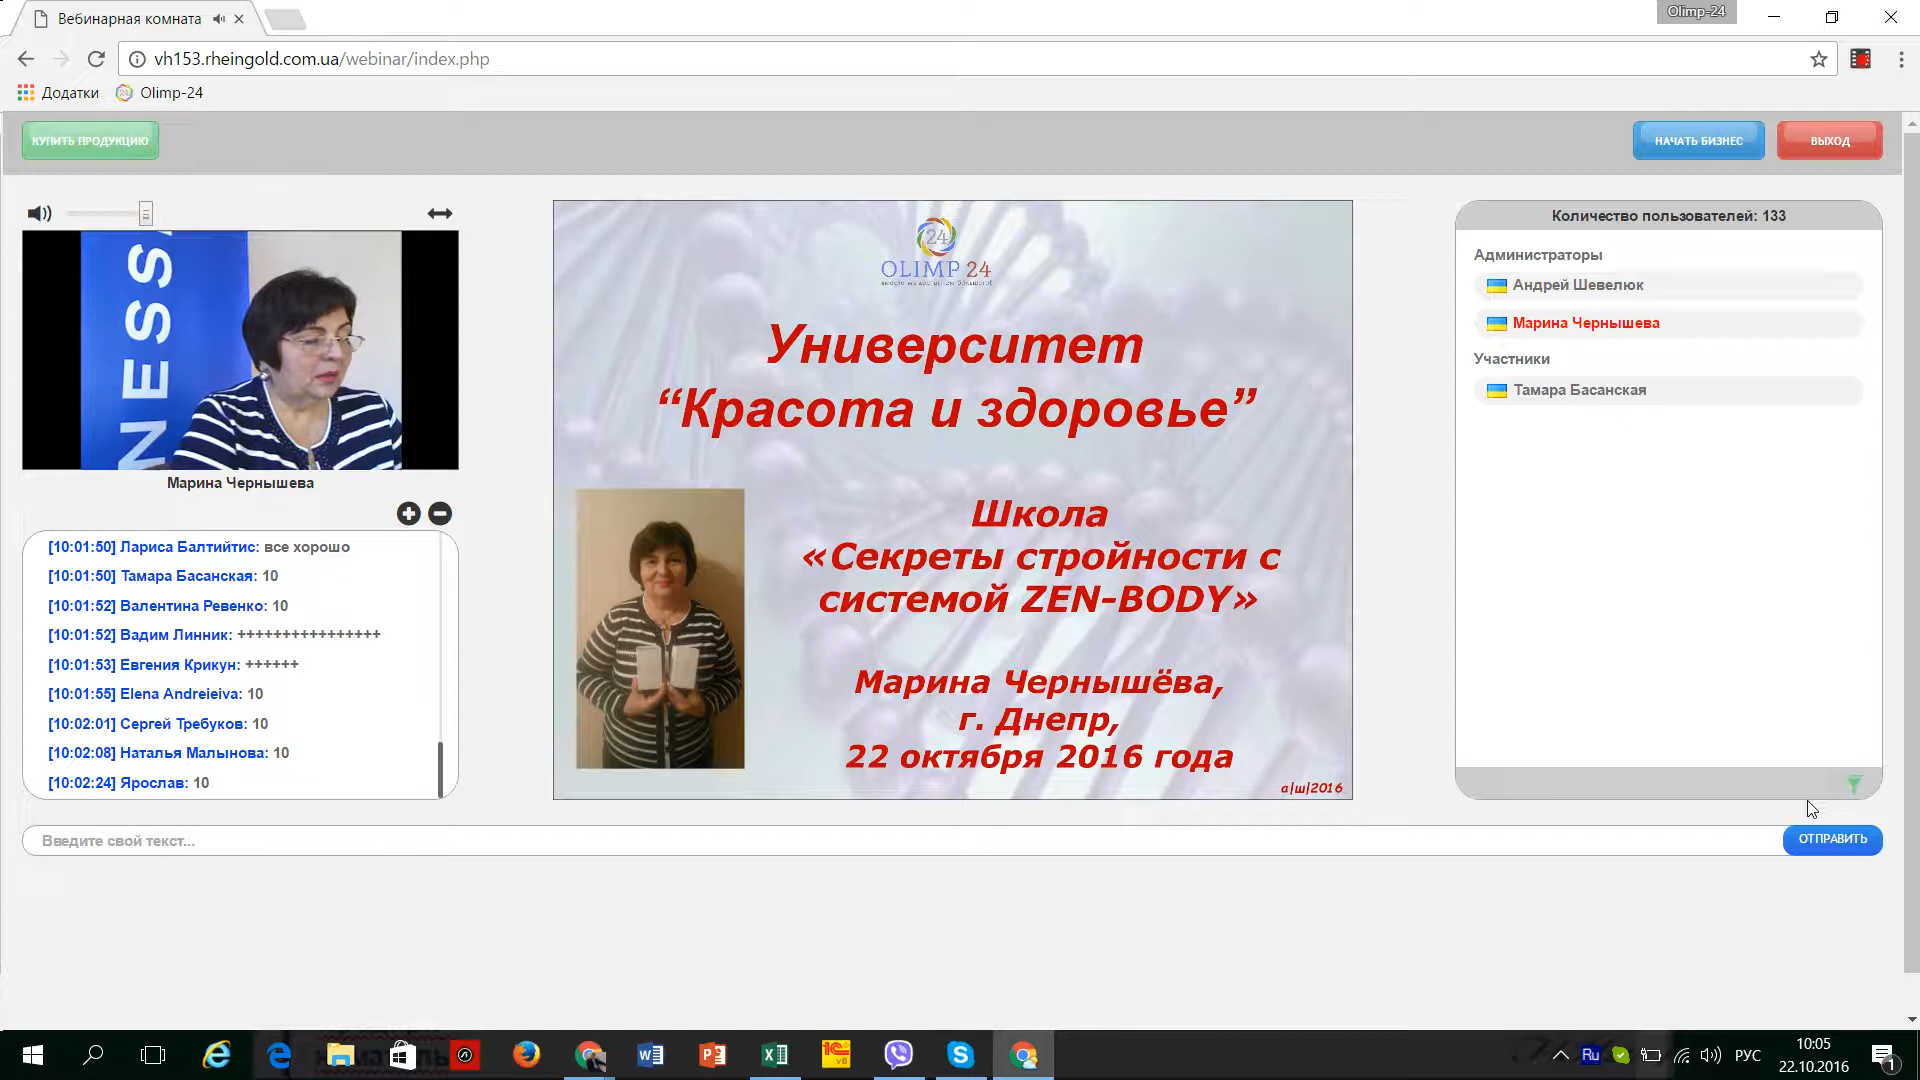 Вебинарная комната
Olimp-24
vh153.rheingold.com.ua/webinar/index.php
Додатки
Olimp-24
КУПИТЬ ПРОДУКЦИЮ
НАЧАТЬ БИЗНЕС
ВЫХОД
NESS
Марина Чернышева
[10:01:50] Лариса Балтийтис: все хорошо
[10:01:50] Тамара Басанская: 10
[10:01:52] Валентина Ревенко: 10
[10:01:52] Вадим Линник: ++++++++++++++++
[10:01:53] Евгения Крикун: ++++++
[10:01:55] Elena Andreieiva: 10
[10:02:01] Сергей Требуков: 10
[10:02:08] Наталья Малынова: 10
[10:02:24] Ярослав: 10
24
OLIMP 24
Университет
“Красота и здоровье”
Школа
«Секреты стройности с
системой ZEN-BODY»
Марина Чернышёва,
г. Днепр,
22 октября 2016 года
а|ш|2016
Количество пользователей: 133
Администраторы
Андрей Шевелюк
Марина Чернышева
Участники
Тамара Басанская
Введите свой текст...
ОТПРАВИТЬ
Ru
РУС
10:05
22.10.2016
1